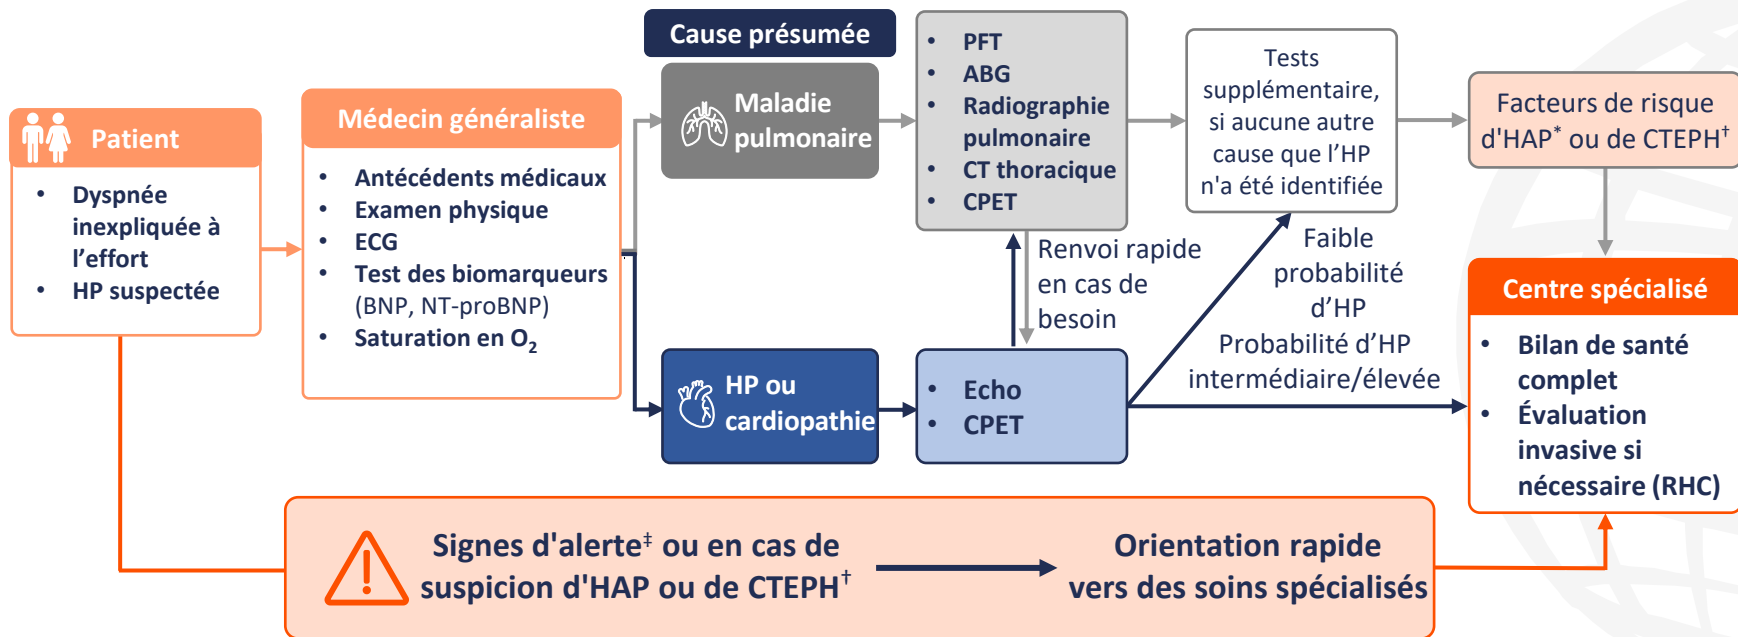 Patient
• Dyspnée
inexpliquée à
l'effort
• HP suspectée
Médecin généraliste
• Antécédents médicaux
• Examen physique
• ECG
• Test des biomarqueurs
(BNP, NT-proBNP)
• Saturation en O₂
Cause présumée
Maladie
pulmonaire
HP ou
cardiopathie
• PFT
• ABG
• Radiographie
pulmonaire
• CT thoracique
• CPET
Renvoi rapide
en cas de
besoin
• Echo
• CPET
Tests
supplémentaire,
si aucune autre
cause que l'HP
n'a été identifiée
Faible
probabilité
d'HP
Probabilité d'HP
intermédiaire/élevée
Facteurs de risque
d'HAP* ou de CTEPH†
Centre spécialisé
• Bilan de santé
complet
• Évaluation
invasive si
nécessaire (RHC)
Signes d'alerte‡ ou en cas de
suspicion d'HAP ou de CTEPH†
Orientation rapide
vers des soins spécialisés